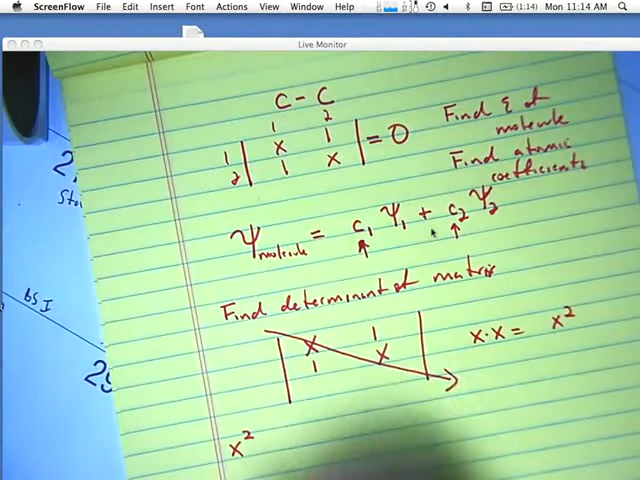 ScreenFlow File Edit Actions View Window Help (1:14) Mon 11:14 AM
Live Monitor
C - C
1 2
1 | x 1 | = 0
2 | 1 x |
Find ε of
molecule
Find atomic
coefficients
Ψmolecule = c₁ Ψ₁ + c₂ Ψ₂
Find determinant of matrix
x 1
1 x
x·x = x²
x²